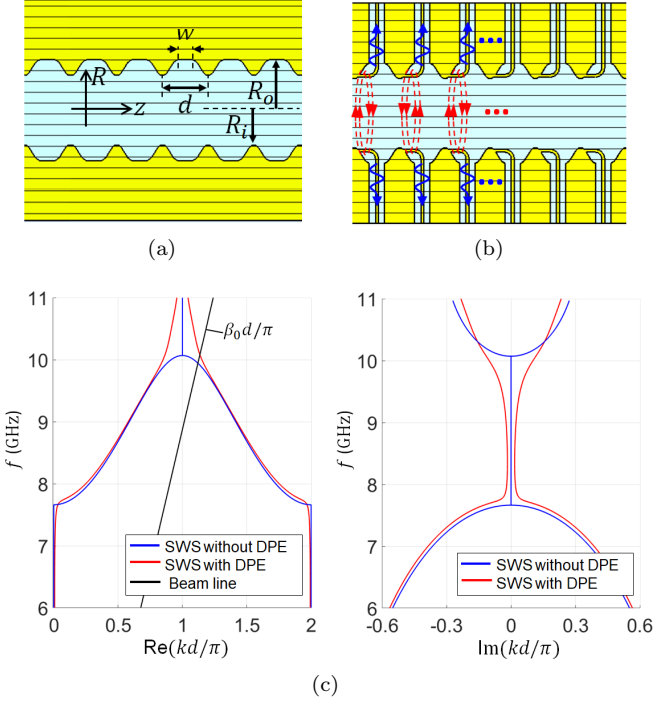 w
R
R_o
z
d
R_i
(a)
(b)
11
10
9
8
7
6
f (GHz)
β₀d/π
SWS without DPE
SWS with DPE
Beam line
0
0.5
1
1.5
2
Re(kd/π)
11
10
9
8
7
6
f (GHz)
SWS without DPE
SWS with DPE
-0.6
-0.3
0
0.3
0.6
Im(kd/π)
(c)